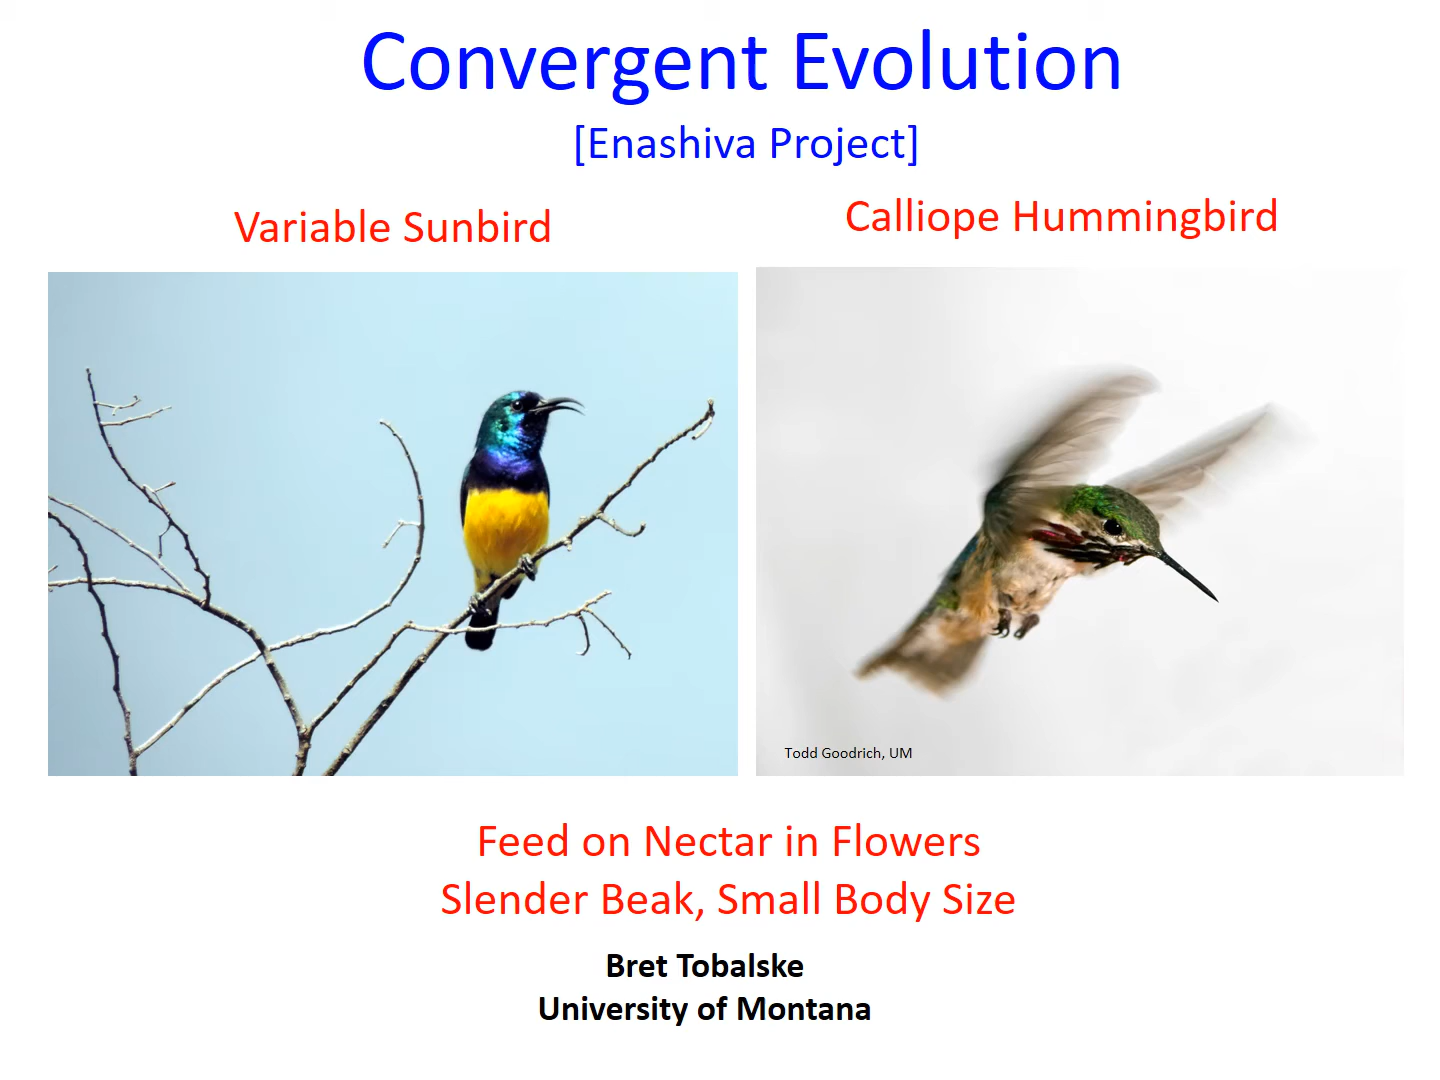 Convergent Evolution
[Enashiva Project]
Variable Sunbird
Calliope Hummingbird
Todd Goodrich, UM
Feed on Nectar in Flowers
Slender Beak, Small Body Size
Bret Tobalske
University of Montana